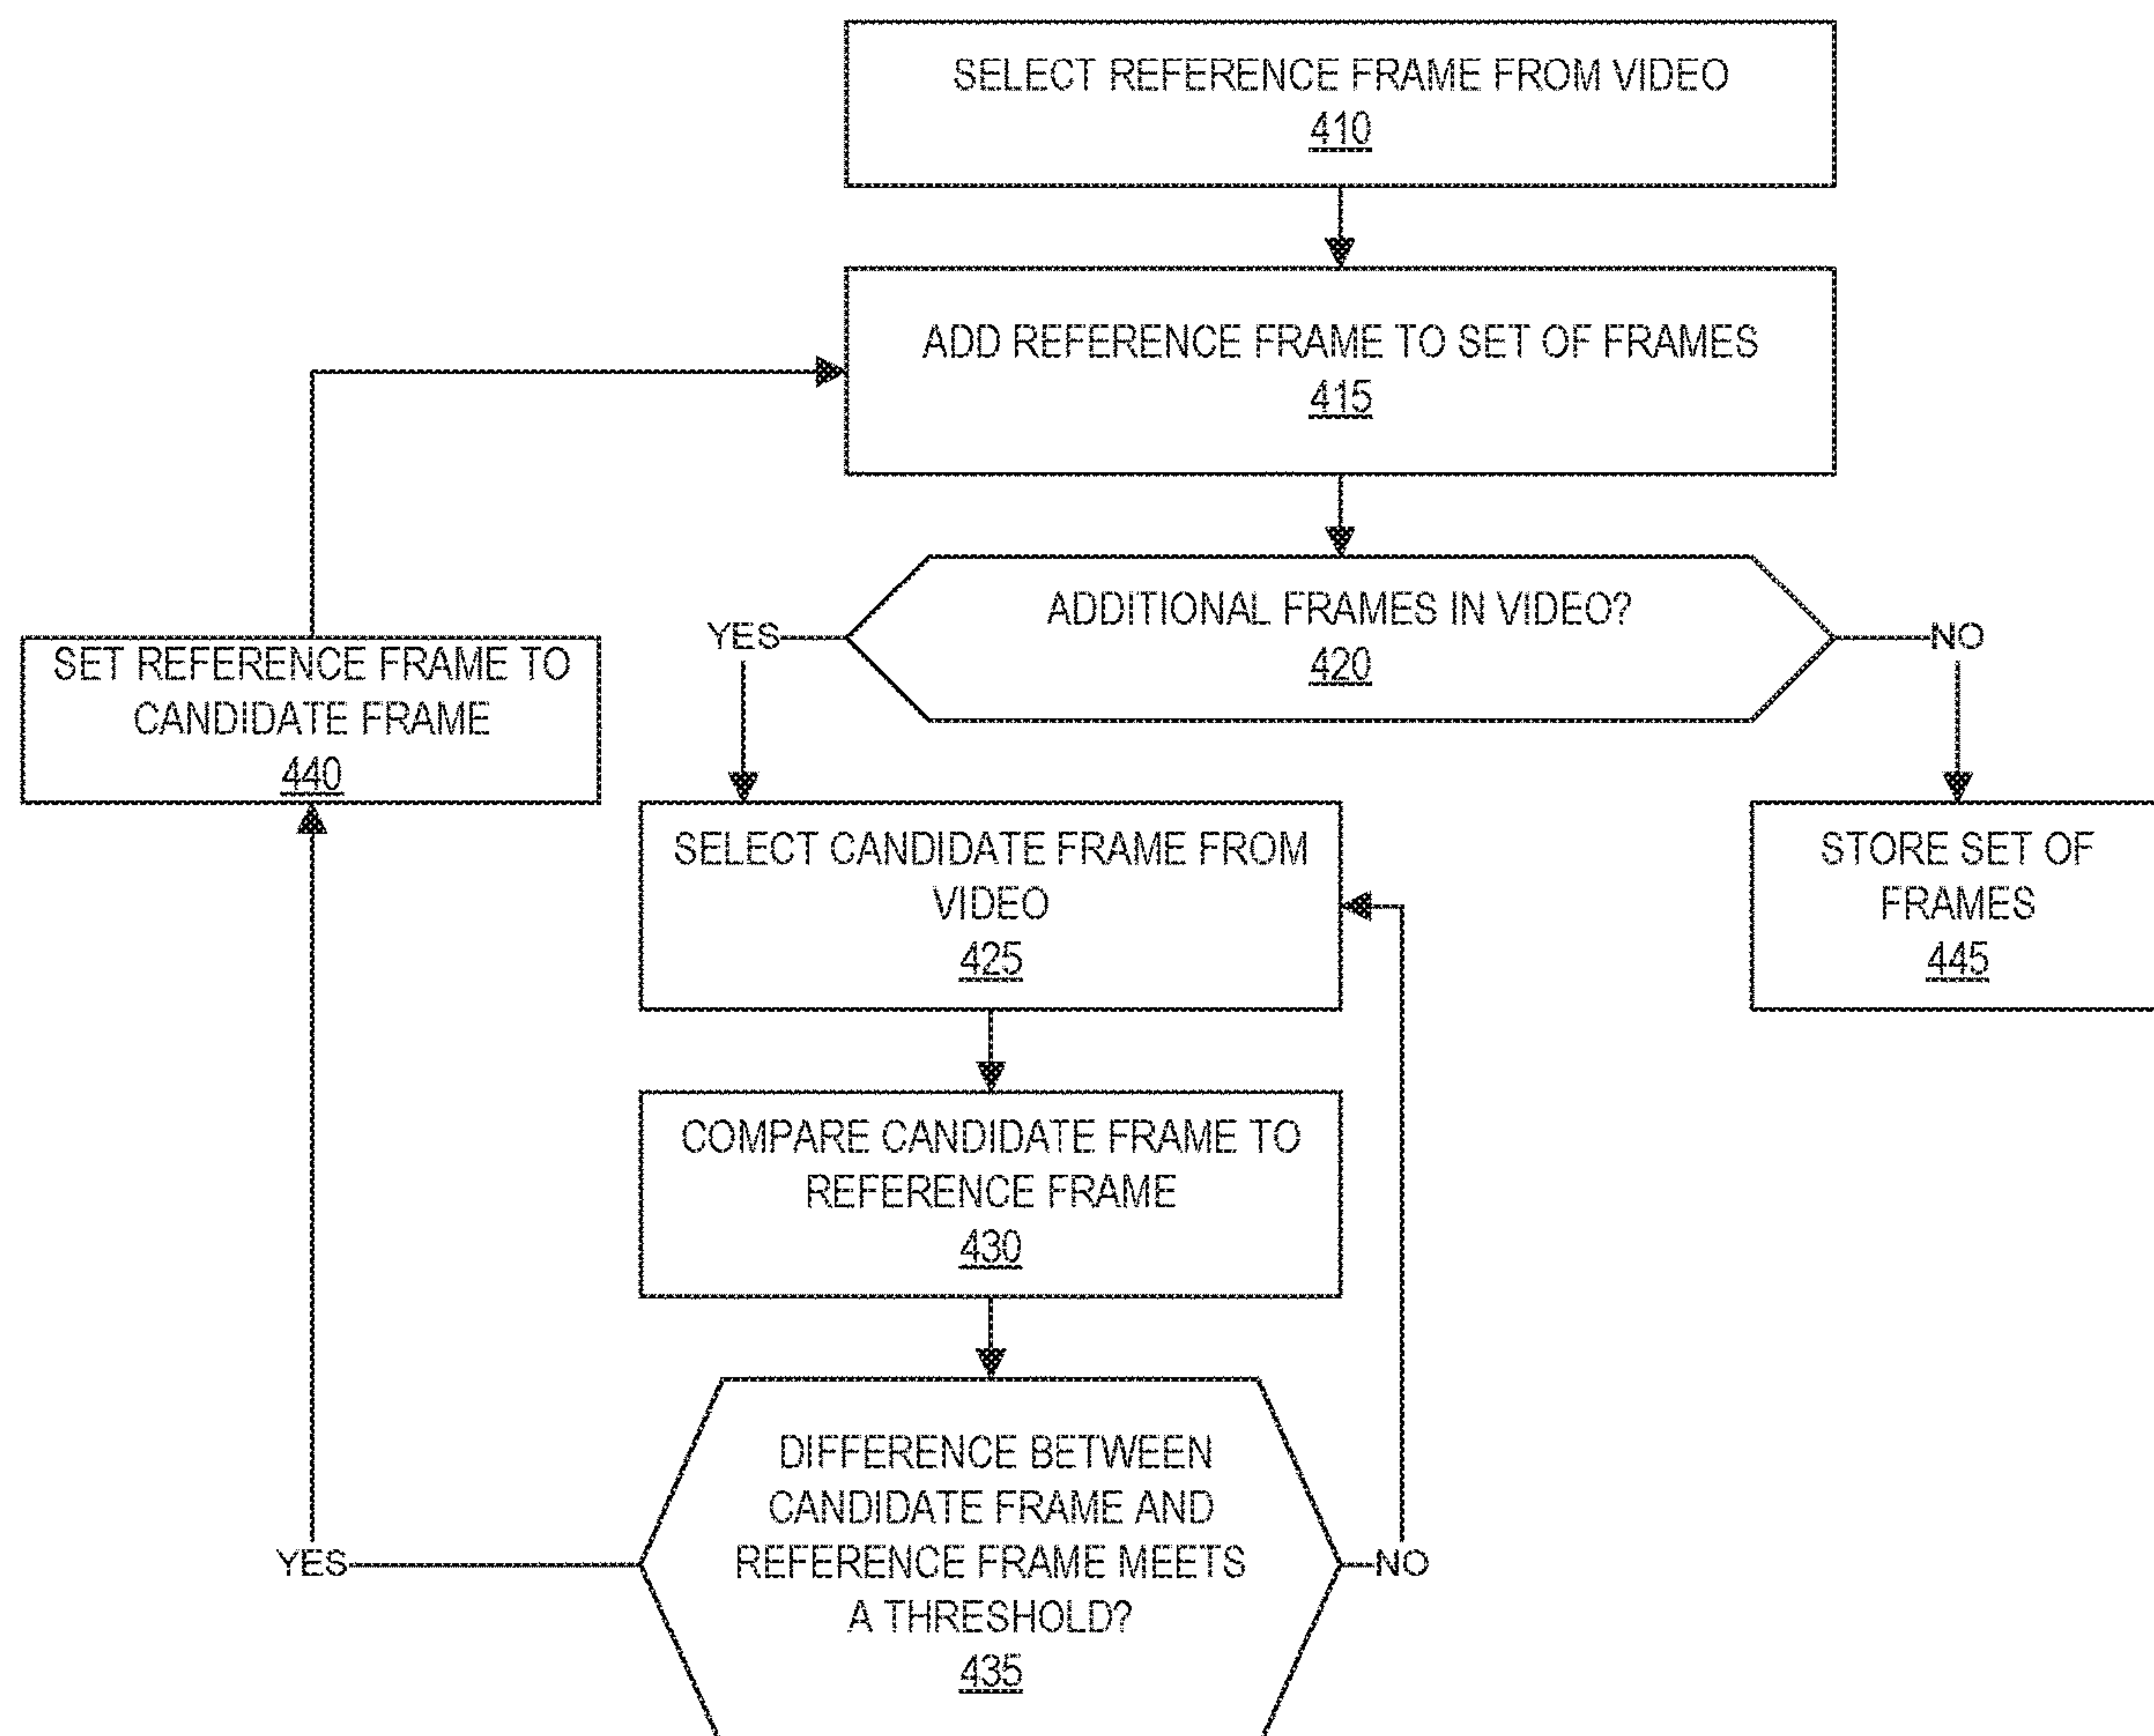 SELECT REFERENCE FRAME FROM VIDEO
410
ADD REFERENCE FRAME TO SET OF FRAMES
415
ADDITIONAL FRAMES IN VIDEO?
420
YES
NO
SET REFERENCE FRAME TO
CANDIDATE FRAME
440
SELECT CANDIDATE FRAME FROM
VIDEO
425
STORE SET OF
FRAMES
445
COMPARE CANDIDATE FRAME TO
REFERENCE FRAME
430
DIFFERENCE BETWEEN
CANDIDATE FRAME AND
REFERENCE FRAME MEETS
A THRESHOLD?
435
YES
NO